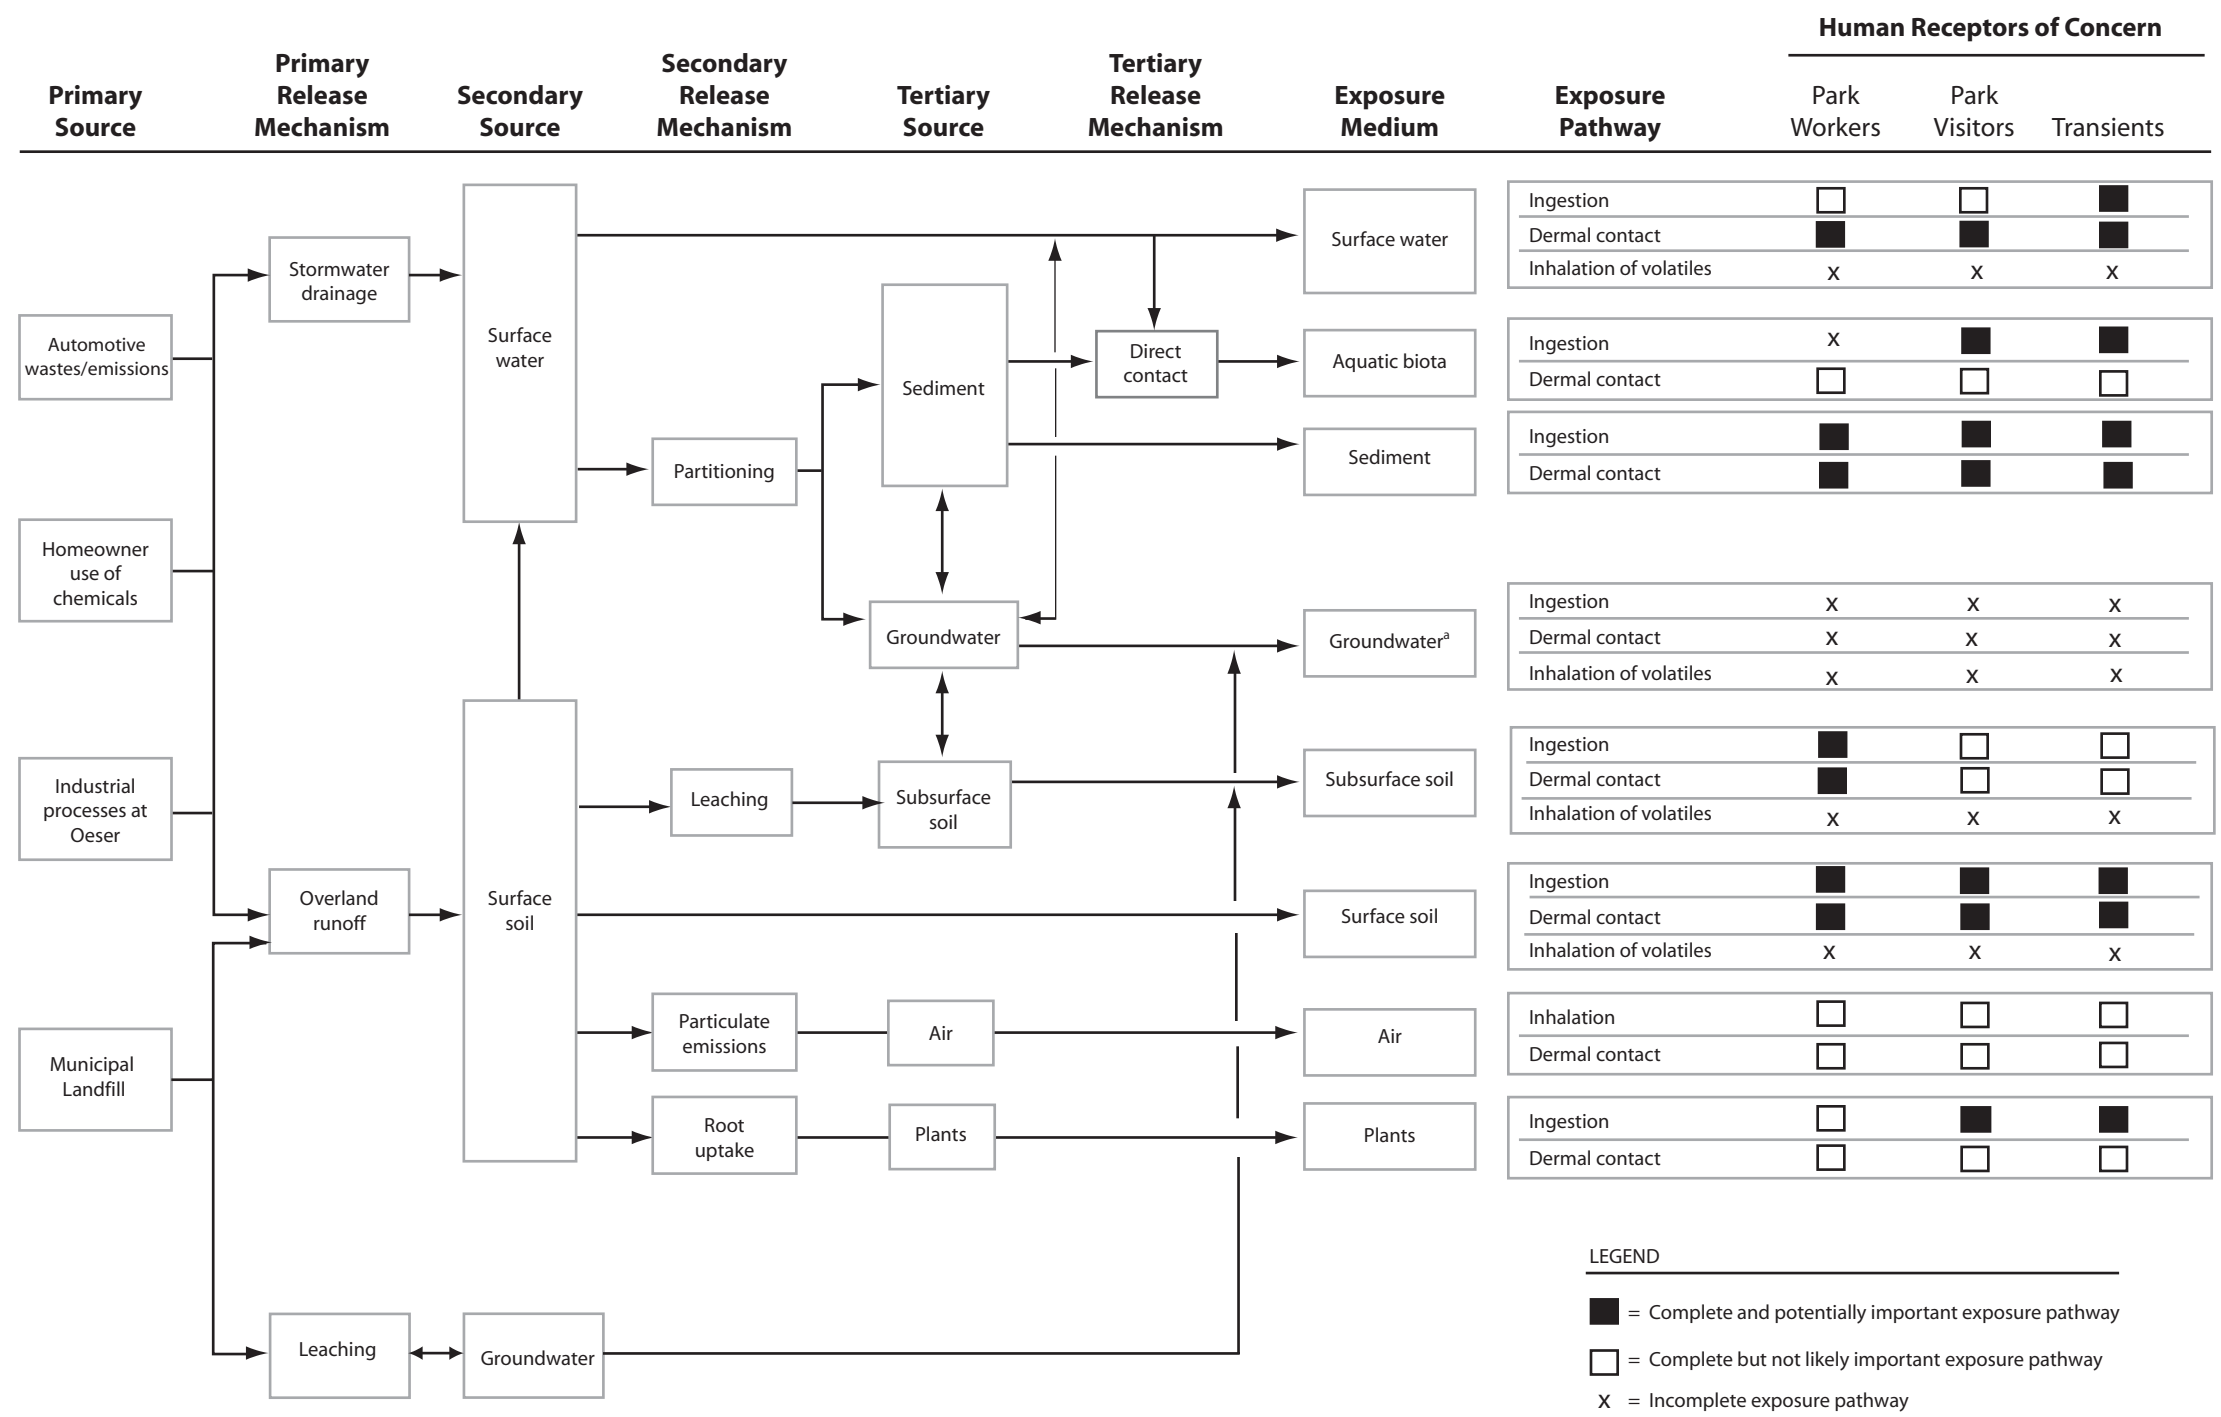 Human Receptors of Concern
Primary
Source
Primary
Release
Mechanism
Secondary
Source
Secondary
Release
Mechanism
Tertiary
Source
Tertiary
Release
Mechanism
Exposure
Medium
Exposure
Pathway
Park
Workers
Park
Visitors
Transients
Automotive
wastes/emissions
Homeowner
use of
chemicals
Industrial
processes at
Oeser
Municipal
Landfill
Stormwater
drainage
Overland
runoff
Leaching
Surface
water
Surface
soil
Groundwater
Partitioning
Leaching
Particulate
emissions
Root
uptake
Sediment
Groundwater
Subsurface
soil
Air
Plants
Direct
contact
Surface water
Ingestion
Dermal contact
Inhalation of volatiles x x x
Aquatic biota
Ingestion x
Dermal contact
Sediment
Ingestion
Dermal contact
Groundwaterᵃ
Ingestion x x x
Dermal contact x x x
Inhalation of volatiles x x x
Subsurface soil
Ingestion
Dermal contact
Inhalation of volatiles x x x
Surface soil
Ingestion
Dermal contact
Inhalation of volatiles x x x
Air
Inhalation
Dermal contact
Plants
Ingestion
Dermal contact
LEGEND
= Complete and potentially important exposure pathway
= Complete but not likely important exposure pathway
x = Incomplete exposure pathway